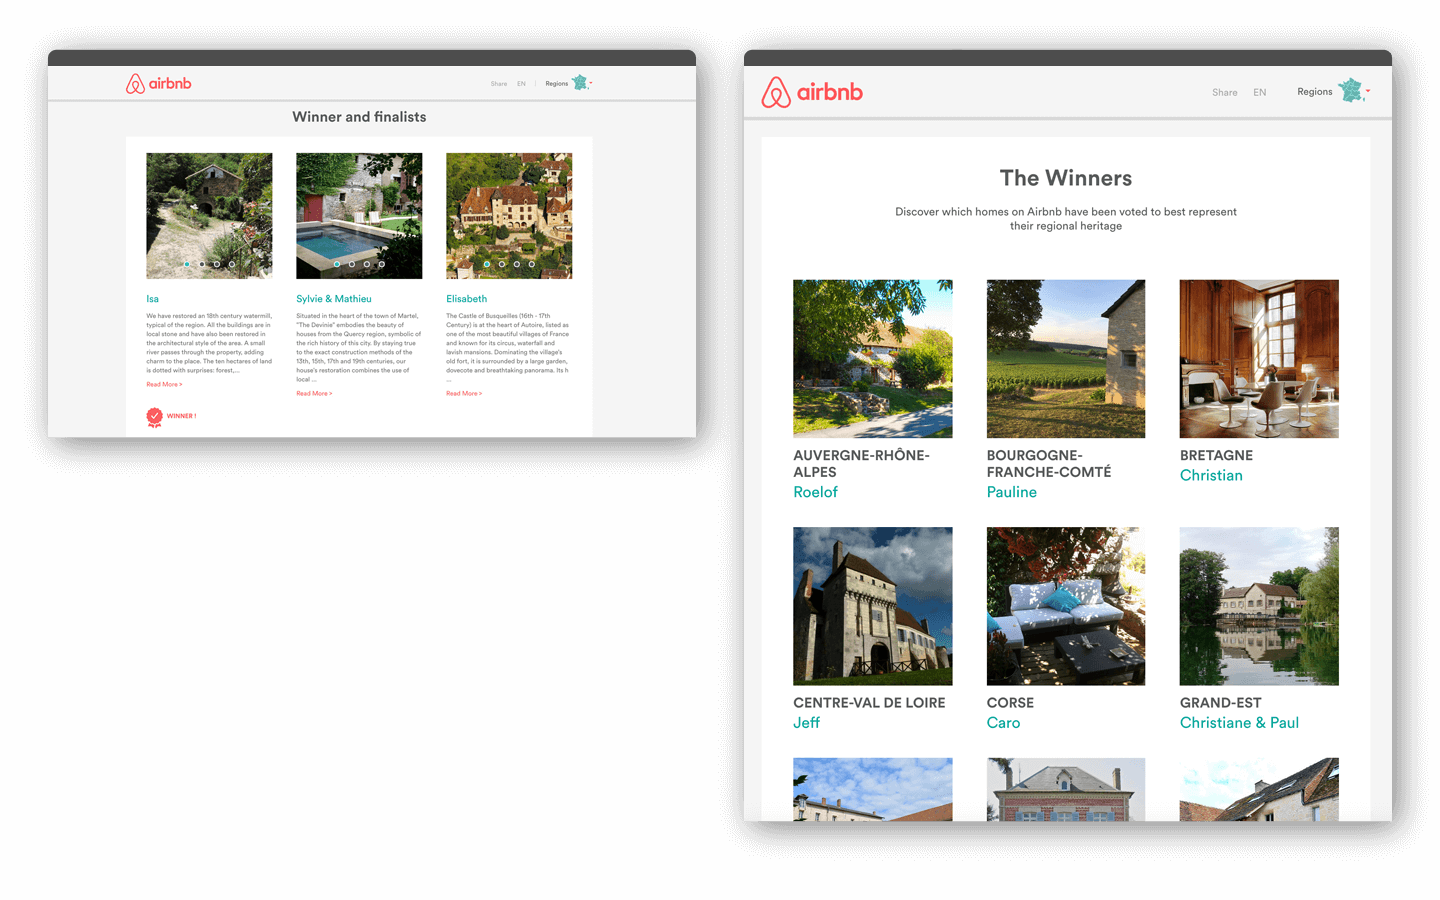 airbnb
Share EN Regions
Winner and finalists
Isa
We have restored an 18th century watermill,
typical of the region. All the buildings are in
local stone and have also been restored in
the architectural style of the area. A small
river passes through the property, adding
charm to the place. The ten hectares of land
is dotted with surprises: forest,...
Read More >
WINNER !
Sylvie & Mathieu
Situated in the heart of the town of Martel,
"The Devinie" embodies the beauty of
houses from the Quercy region, symbolic of
the rich history of this city. By staying true
to the exact construction methods of the
13th, 15th, 17th and 19th centuries, our
house's restoration combines the use of
local ...
Read More >
Elisabeth
The Castle of Busqueilles (16th - 17th
Century) is at the heart of Autoire, listed as
one of the most beautiful villages of France
and known for its circus, waterfall and
lavish mansions. Dominating the village's
old fort, it is surrounded by a large garden,
dovecote and breathtaking panorama. Its h
...
Read More >
airbnb
Share EN Regions
The Winners
Discover which homes on Airbnb have been voted to best represent
their regional heritage
AUVERGNE-RHÔNE-
ALPES
Roelof
BOURGOGNE-
FRANCHE-COMTÉ
Pauline
BRETAGNE
Christian
CENTRE-VAL DE LOIRE
Jeff
CORSE
Caro
GRAND-EST
Christiane & Paul